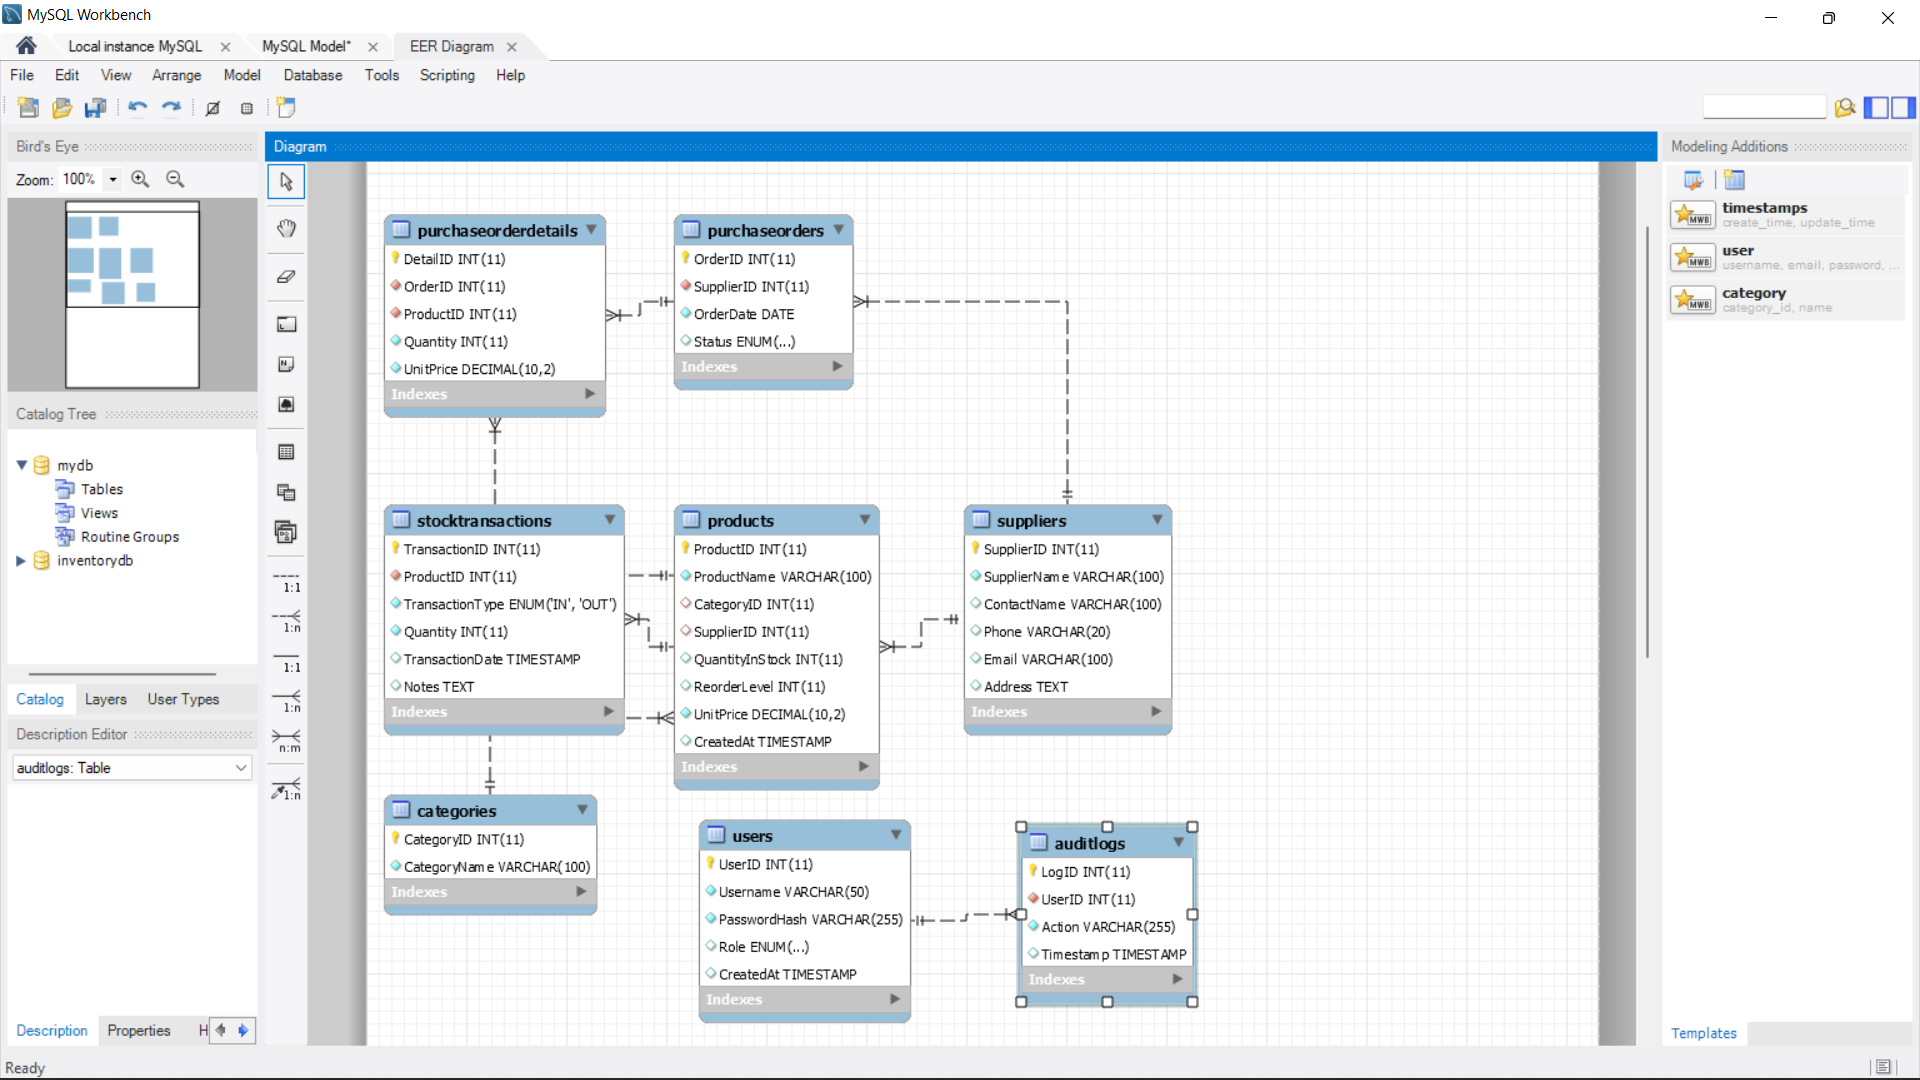 MySQL Workbench
Local instance MySQL
MySQL Model*
EER Diagram
File Edit View Arrange Model Database Tools Scripting Help
Bird's Eye
Zoom: 100%
Catalog Tree
mydb
Tables
Views
Routine Groups
inventorydb
Catalog Layers User Types
Description Editor
auditlogs: Table
Description Properties H
Ready
Diagram
1:1
1:n
1:1
1:n
n:m
1:n
purchaseorderdetails
DetailID INT(11)
OrderID INT(11)
ProductID INT(11)
Quantity INT(11)
UnitPrice DECIMAL(10,2)
Indexes
purchaseorders
OrderID INT(11)
SupplierID INT(11)
OrderDate DATE
Status ENUM(...)
Indexes
stocktransactions
TransactionID INT(11)
ProductID INT(11)
TransactionType ENUM('IN', 'OUT')
Quantity INT(11)
TransactionDate TIMESTAMP
Notes TEXT
Indexes
products
ProductID INT(11)
ProductName VARCHAR(100)
CategoryID INT(11)
SupplierID INT(11)
QuantityInStock INT(11)
ReorderLevel INT(11)
UnitPrice DECIMAL(10,2)
CreatedAt TIMESTAMP
Indexes
suppliers
SupplierID INT(11)
SupplierName VARCHAR(100)
ContactName VARCHAR(100)
Phone VARCHAR(20)
Email VARCHAR(100)
Address TEXT
Indexes
categories
CategoryID INT(11)
CategoryName VARCHAR(100)
Indexes
users
UserID INT(11)
Username VARCHAR(50)
PasswordHash VARCHAR(255)
Role ENUM(...)
CreatedAt TIMESTAMP
Indexes
auditlogs
LogID INT(11)
UserID INT(11)
Action VARCHAR(255)
Timestamp TIMESTAMP
Indexes
Modeling Additions
MWB timestamps
create_time, update_time
MWB user
username, email, password, ...
MWB category
category_id, name
Templates